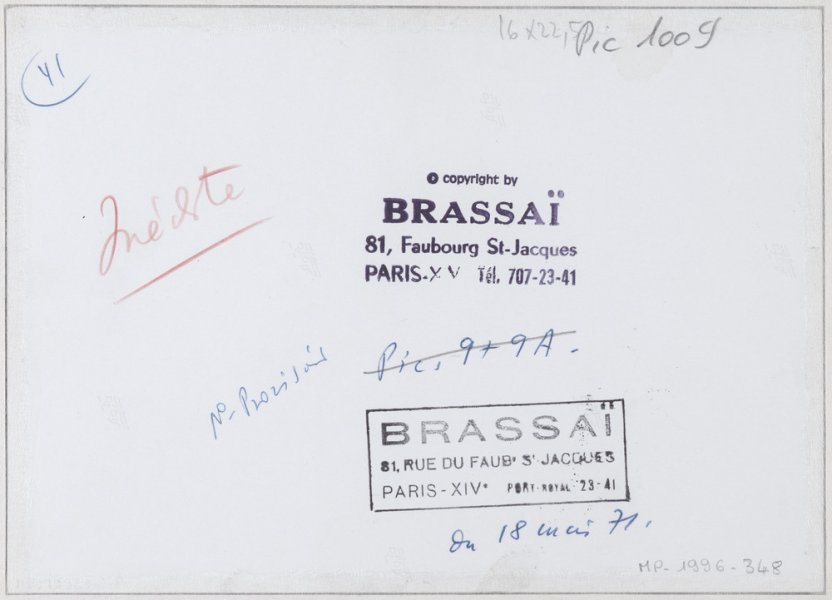 16x22,5
Pic 1009
41
Inédite
© copyright by
BRASSAÏ
81, Faubourg St-Jacques
PARIS-XV Tél. 707-23-41
Pic. 9+9A.
No Provisoire
BRASSAÏ
81, RUE DU FAUBG ST JACQUES
PARIS-XIVe PORT-ROYAL 23-41
du 18 mai 71.
MP-1996-348